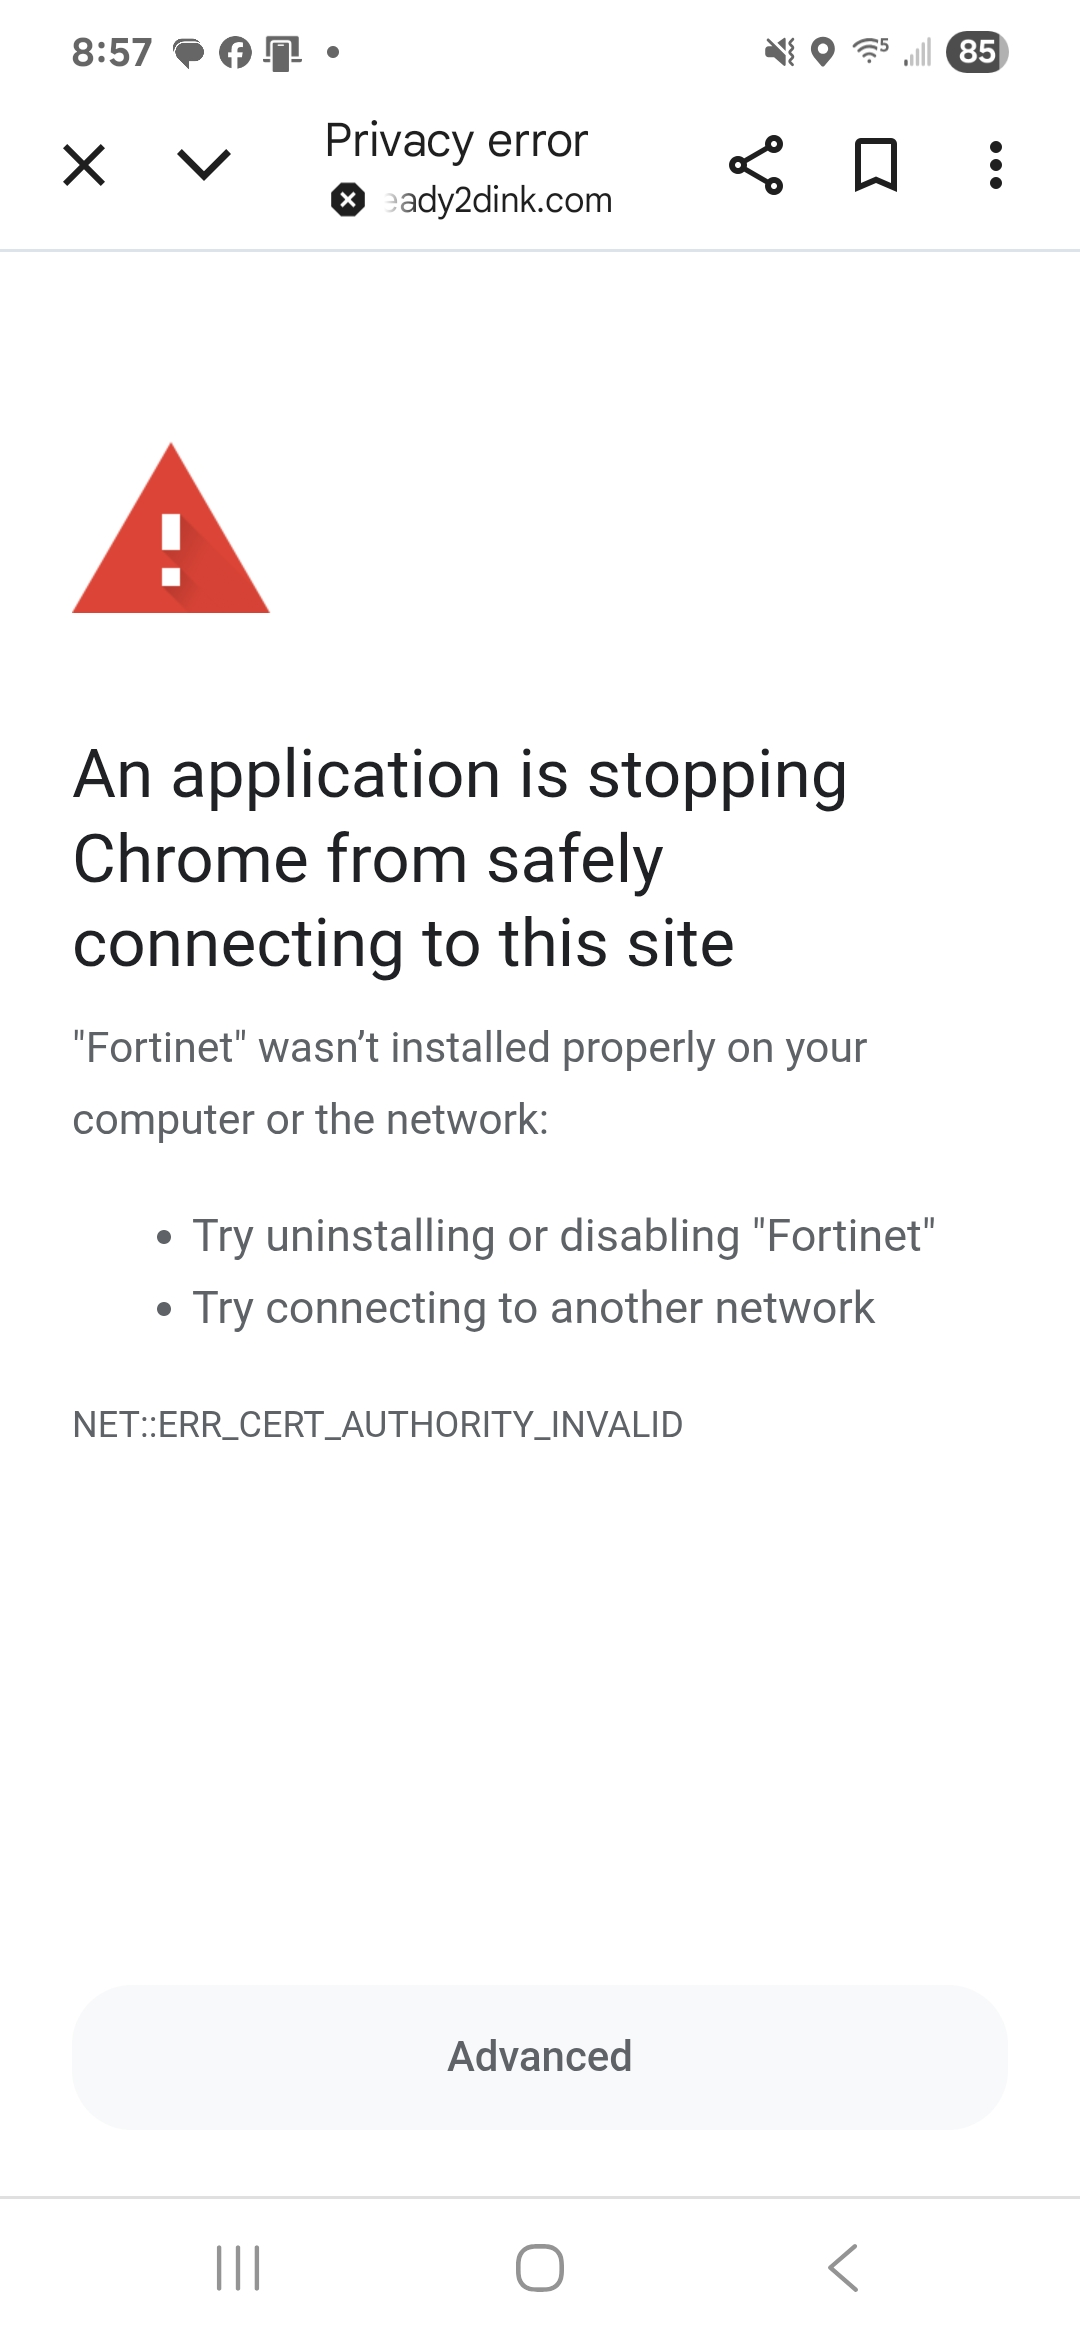 8:57
5
85
Privacy error
eady2dink.com
An application is stopping
Chrome from safely
connecting to this site
"Fortinet" wasn’t installed properly on your
computer or the network:
• Try uninstalling or disabling "Fortinet"
• Try connecting to another network
NET::ERR_CERT_AUTHORITY_INVALID
Advanced